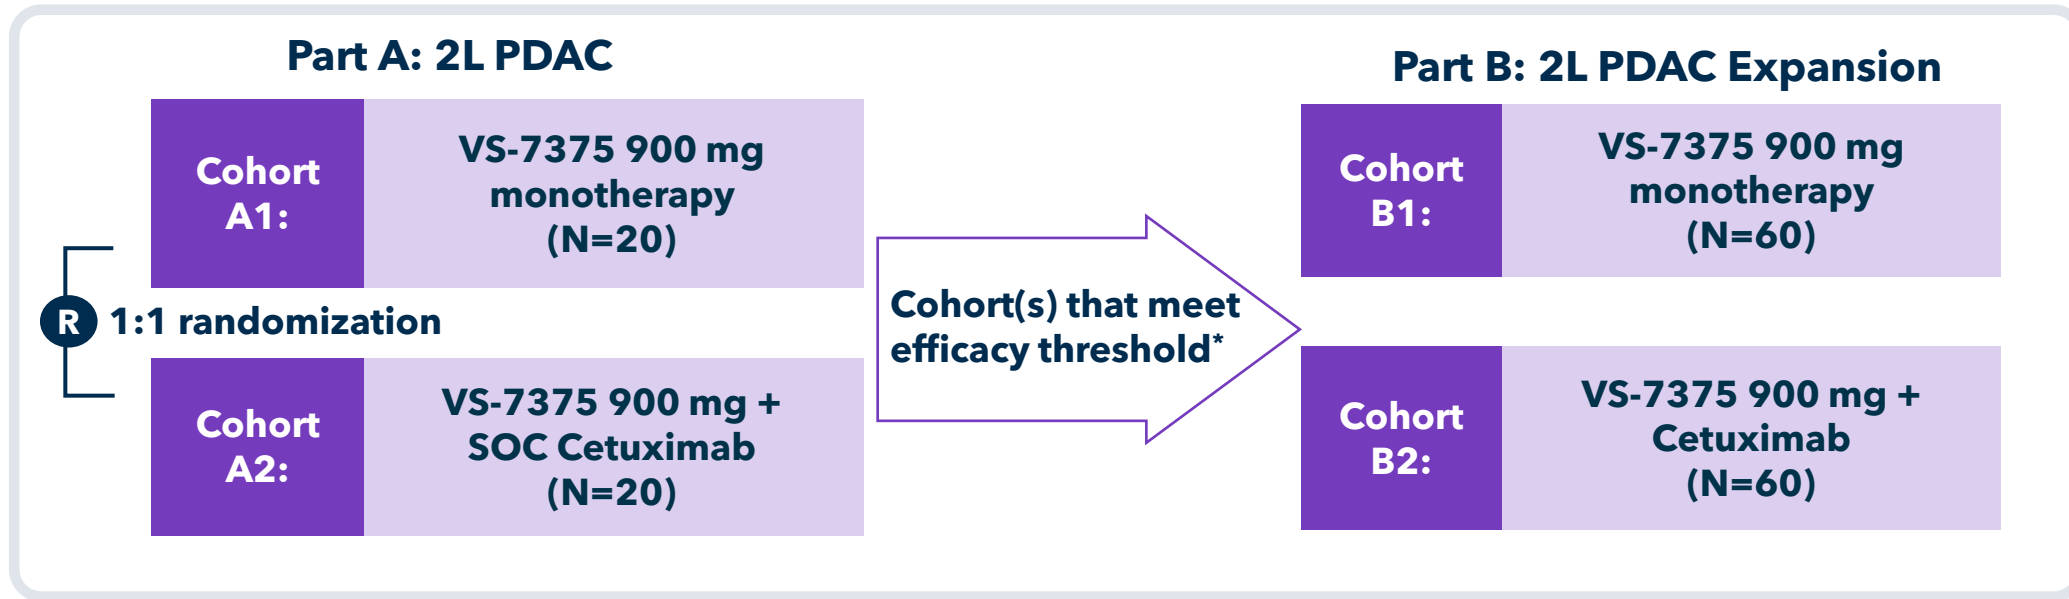 Part A: 2L PDAC
Cohort
A1:
VS-7375 900 mg
monotherapy
(N=20)
R 1:1 randomization
Cohort
A2:
VS-7375 900 mg +
SOC Cetuximab
(N=20)
Cohort(s) that meet
efficacy threshold*
Part B: 2L PDAC Expansion
Cohort
B1:
VS-7375 900 mg
monotherapy
(N=60)
Cohort
B2:
VS-7375 900 mg +
Cetuximab
(N=60)